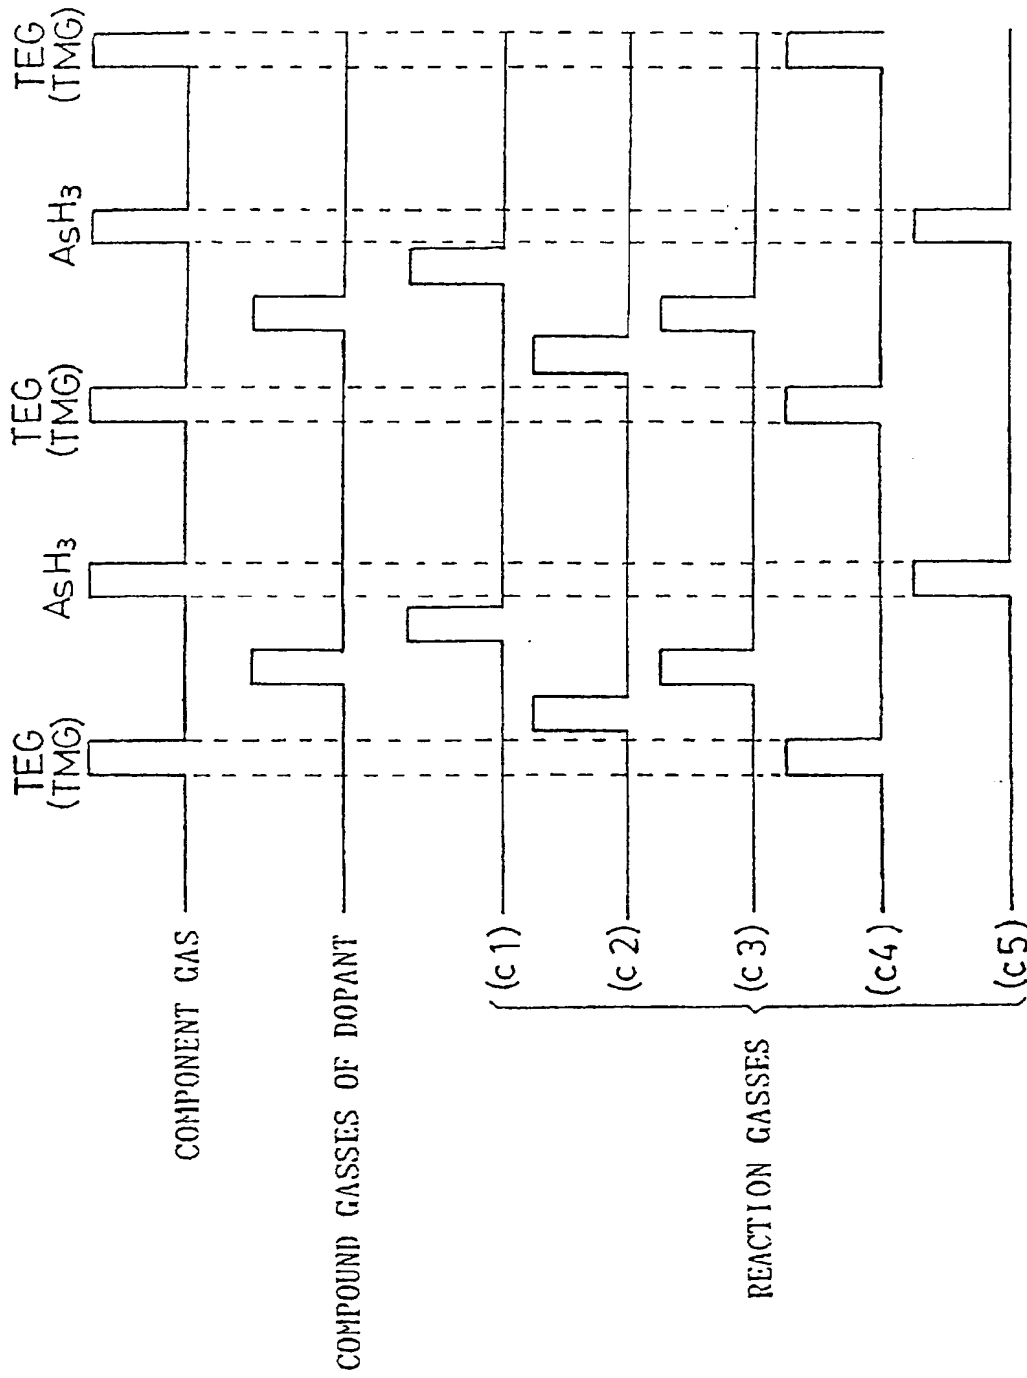 TEG
(TMG)
AsH3
TEG
(TMG)
AsH3
TEG
(TMG)
COMPONENT GAS
COMPOUND GASSES OF DOPANT
REACTION GASSES
(c1)
(c2)
(c3)
(c4)
(c5)